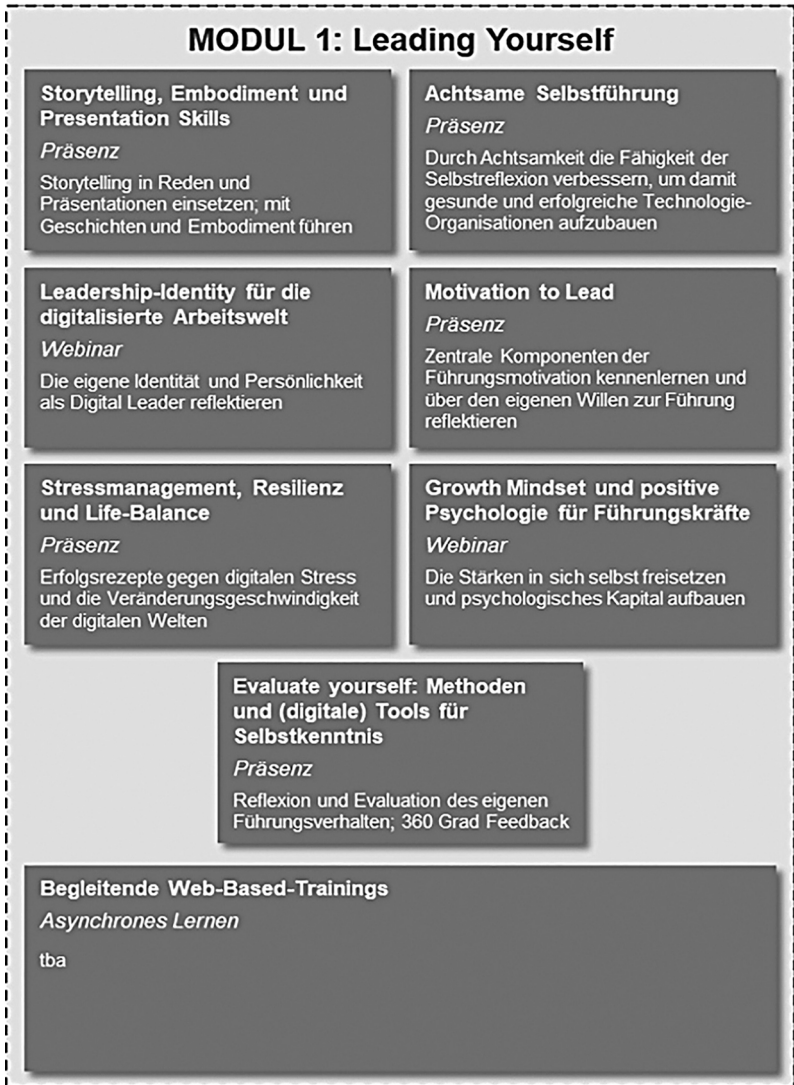 MODUL 1: Leading Yourself
Storytelling, Embodiment und
Presentation Skills
Präsenz
Storytelling in Reden und
Präsentationen einsetzen; mit
Geschichten und Embodiment führen
Achtsame Selbstführung
Präsenz
Durch Achtsamkeit die Fähigkeit der
Selbstreflexion verbessern, um damit
gesunde und erfolgreiche Technologie-
Organisationen aufzubauen
Leadership-Identity für die
digitalisierte Arbeitswelt
Webinar
Die eigene Identität und Persönlichkeit
als Digital Leader reflektieren
Motivation to Lead
Präsenz
Zentrale Komponenten der
Führungsmotivation kennenlernen und
über den eigenen Willen zur Führung
reflektieren
Stressmanagement, Resilienz
und Life-Balance
Präsenz
Erfolgsrezepte gegen digitalen Stress
und die Veränderungsgeschwindigkeit
der digitalen Welten
Growth Mindset und positive
Psychologie für Führungskräfte
Webinar
Die Stärken in sich selbst freisetzen
und psychologisches Kapital aufbauen
Evaluate yourself: Methoden
und (digitale) Tools für
Selbstkenntnis
Präsenz
Reflexion und Evaluation des eigenen
Führungsverhalten; 360 Grad Feedback
Begleitende Web-Based-Trainings
Asynchrones Lernen
tba